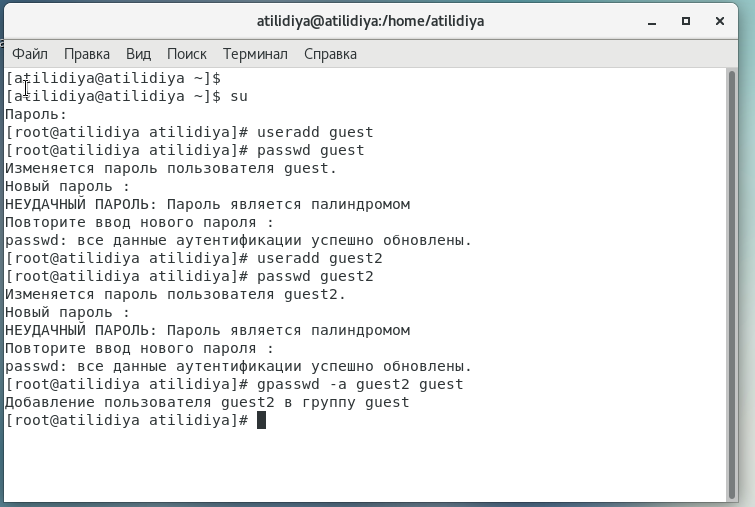 atilidiya@atilidiya:/home/atilidiya
Файл Правка Вид Поиск Терминал Справка
[atilidiya@atilidiya ~]$
[atilidiya@atilidiya ~]$ su
Пароль:
[root@atilidiya atilidiya]# useradd guest
[root@atilidiya atilidiya]# passwd guest
Изменяется пароль пользователя guest.
Новый пароль :
НЕУДАЧНЫЙ ПАРОЛЬ: Пароль является палиндромом
Повторите ввод нового пароля :
passwd: все данные аутентификации успешно обновлены.
[root@atilidiya atilidiya]# useradd guest2
[root@atilidiya atilidiya]# passwd guest2
Изменяется пароль пользователя guest2.
Новый пароль :
НЕУДАЧНЫЙ ПАРОЛЬ: Пароль является палиндромом
Повторите ввод нового пароля :
passwd: все данные аутентификации успешно обновлены.
[root@atilidiya atilidiya]# gpasswd -a guest2 guest
Добавление пользователя guest2 в группу guest
[root@atilidiya atilidiya]#